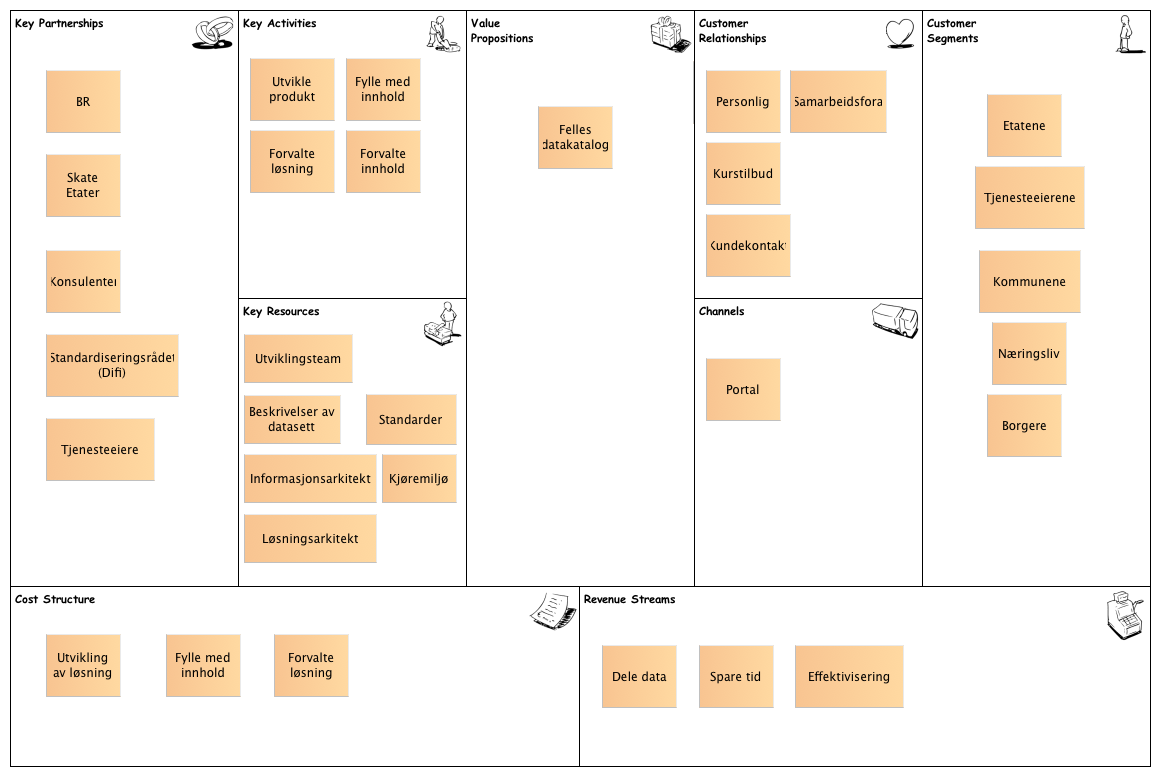 Key Partnerships
BR
Skate
Etater
Konsulenter
Standardiseringsrådet
(Difi)
Tjenesteeiere
Key Activities
Utvikle
produkt
Fylle med
innhold
Forvalte
løsning
Forvalte
innhold
Key Resources
Utviklingsteam
Beskrivelser av
datasett
Standarder
Informasjonsarkitekt
Kjøremiljø
Løsningsarkitekt
Value
Propositions
Felles
datakatalog
Customer
Relationships
Personlig
Samarbeidsfora
Kurstilbud
Kundekontakt
Channels
Portal
Customer
Segments
Etatene
Tjenesteeierene
Kommunene
Næringsliv
Borgere
Cost Structure
Utvikling
av løsning
Fylle med
innhold
Forvalte
løsning
Revenue Streams
Dele data
Spare tid
Effektivisering